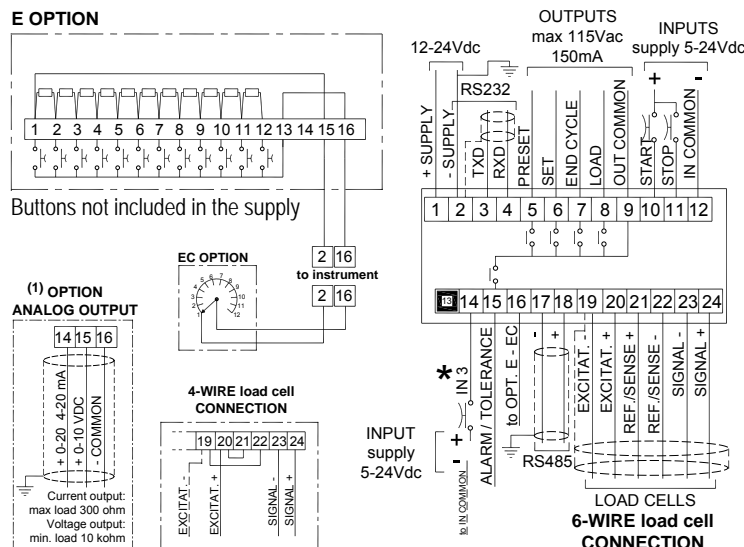 E OPTION
1 2 3 4 5 6 7 8 9 10 11 12 13 14 15 16
Buttons not included in the supply
2 16
to instrument
2 16
EC OPTION
1 2 3 4 5 6 7 8 9 10 11 12
(1) OPTION
ANALOG OUTPUT
14 15 16
+ 0-20 4-20 mA
+ 0-10 VDC
- COMMON
Current output:
max load 300 ohm
Voltage output:
min. load 10 kohm
4-WIRE load cell
CONNECTION
19 20 21 22 23 24
EXCITAT. -
EXCITAT. +
SIGNAL -
SIGNAL +
12-24Vdc
OUTPUTS
max 115Vac
150mA
INPUTS
supply 5-24Vdc
+ -
RS232
+ SUPPLY
- SUPPLY
TXD
RXD
PRESET
SET
END CYCLE
LOAD
OUT COMMON
START
STOP
IN COMMON
1 2 3 4 5 6 7 8 9 10 11 12
13 14 15 16 17 18 19 20 21 22 23 24
* IN 3
ALARM / TOLERANCE
to OPT. E - EC
-
+
EXCITAT. -
EXCITAT. +
REF./SENSE +
REF./SENSE -
SIGNAL -
SIGNAL +
INPUT
supply
5-24Vdc
+
-
to IN COMMON
RS485
LOAD CELLS
6-WIRE load cell
CONNECTION